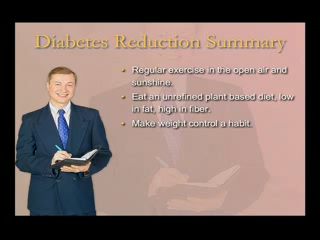 Diabetes Reduction Summary
Regular exercise in the open air and
sunshine.
Eat an unrefined plant based diet, low
in fat, high in fiber.
Make weight control a habit.